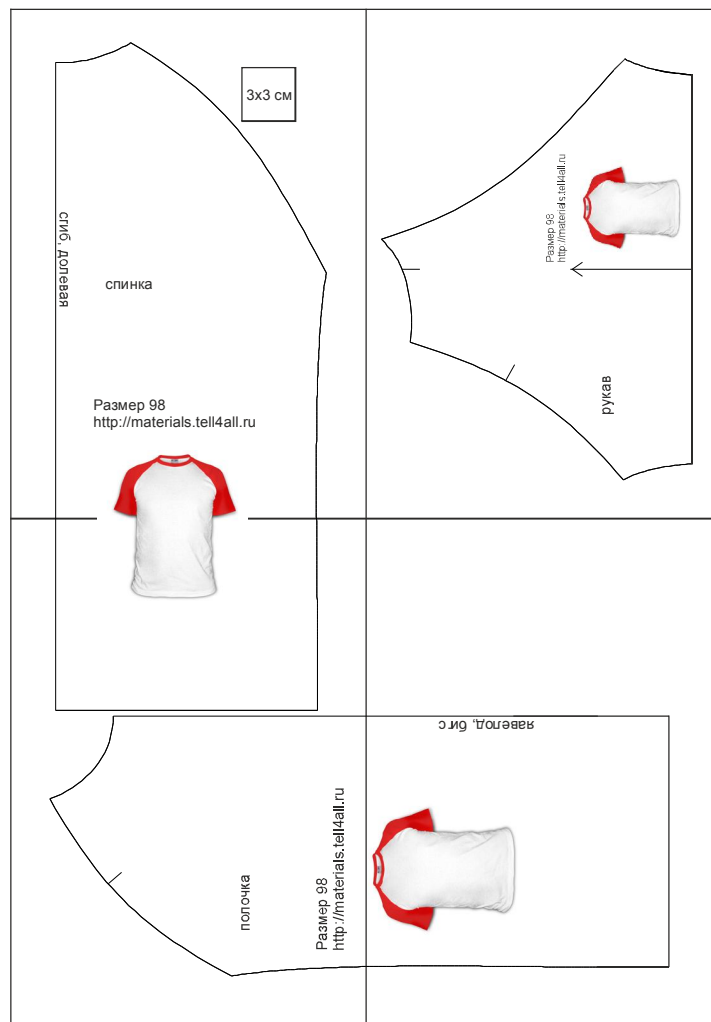 3х3 см
сгиб, долевая
спинка
Размер 98
http://materials.tell4all.ru
Размер 98
http://materials.tell4all.ru
рукав
сгиб, долевая
полочка
Размер 98
http://materials.tell4all.ru